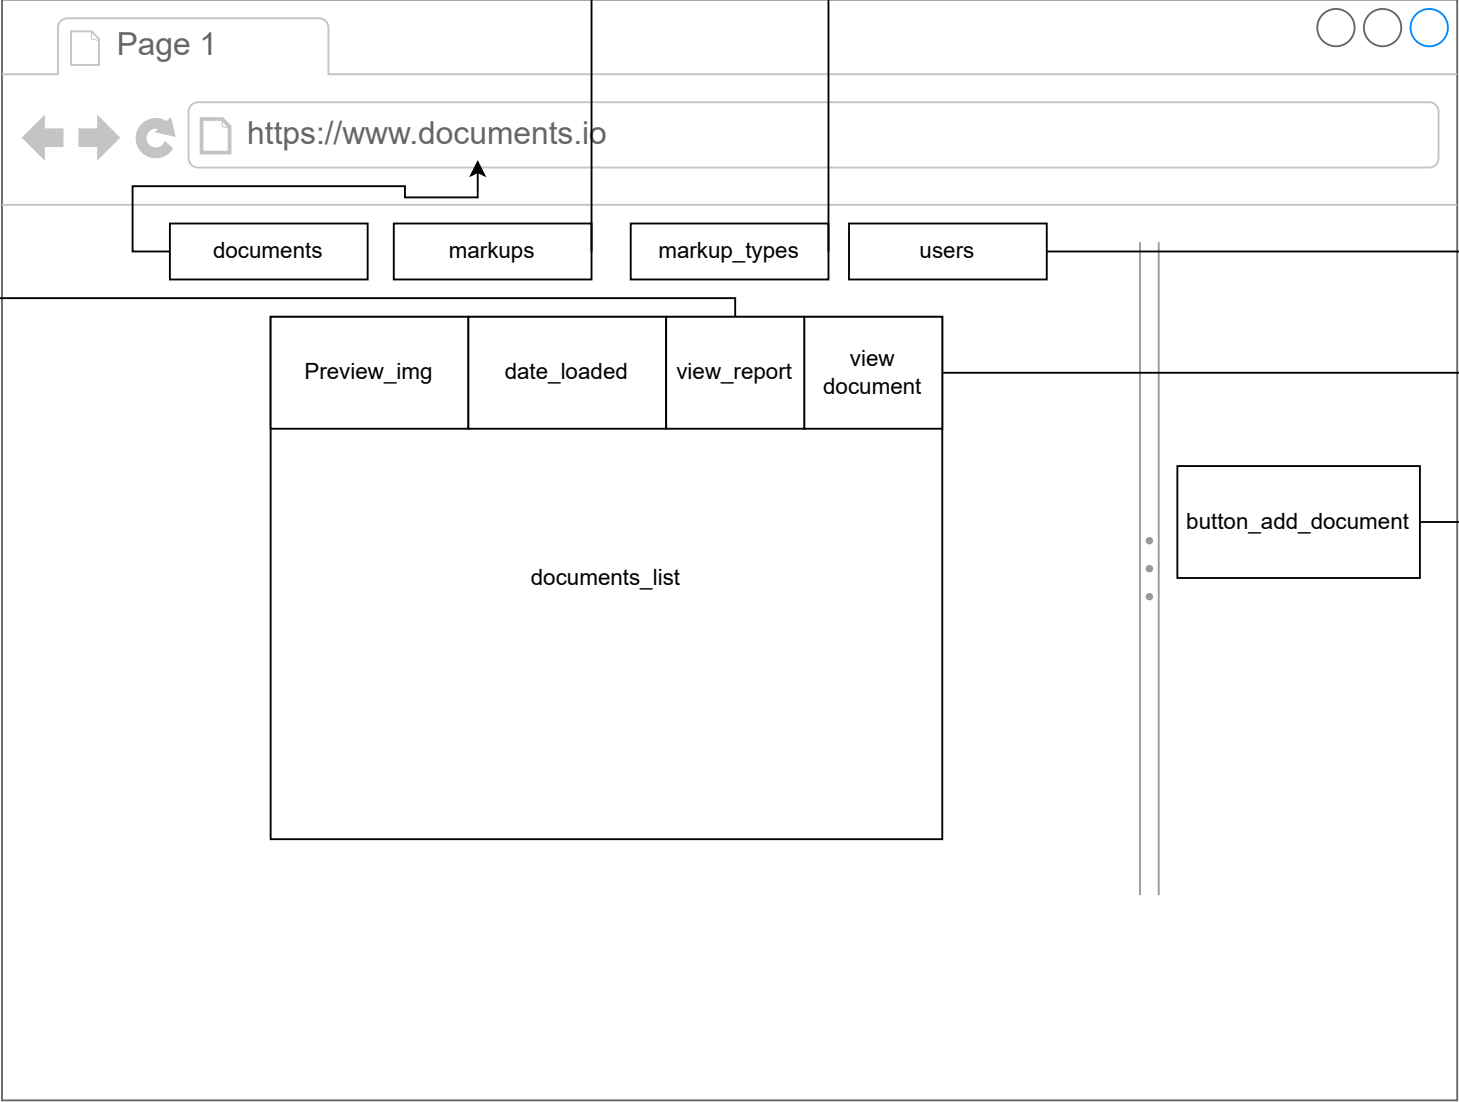 Page 1
https://www.documents.io
documents
markups
markup_types
users
Preview_img
date_loaded
view_report
view
document
button_add_document
documents_list